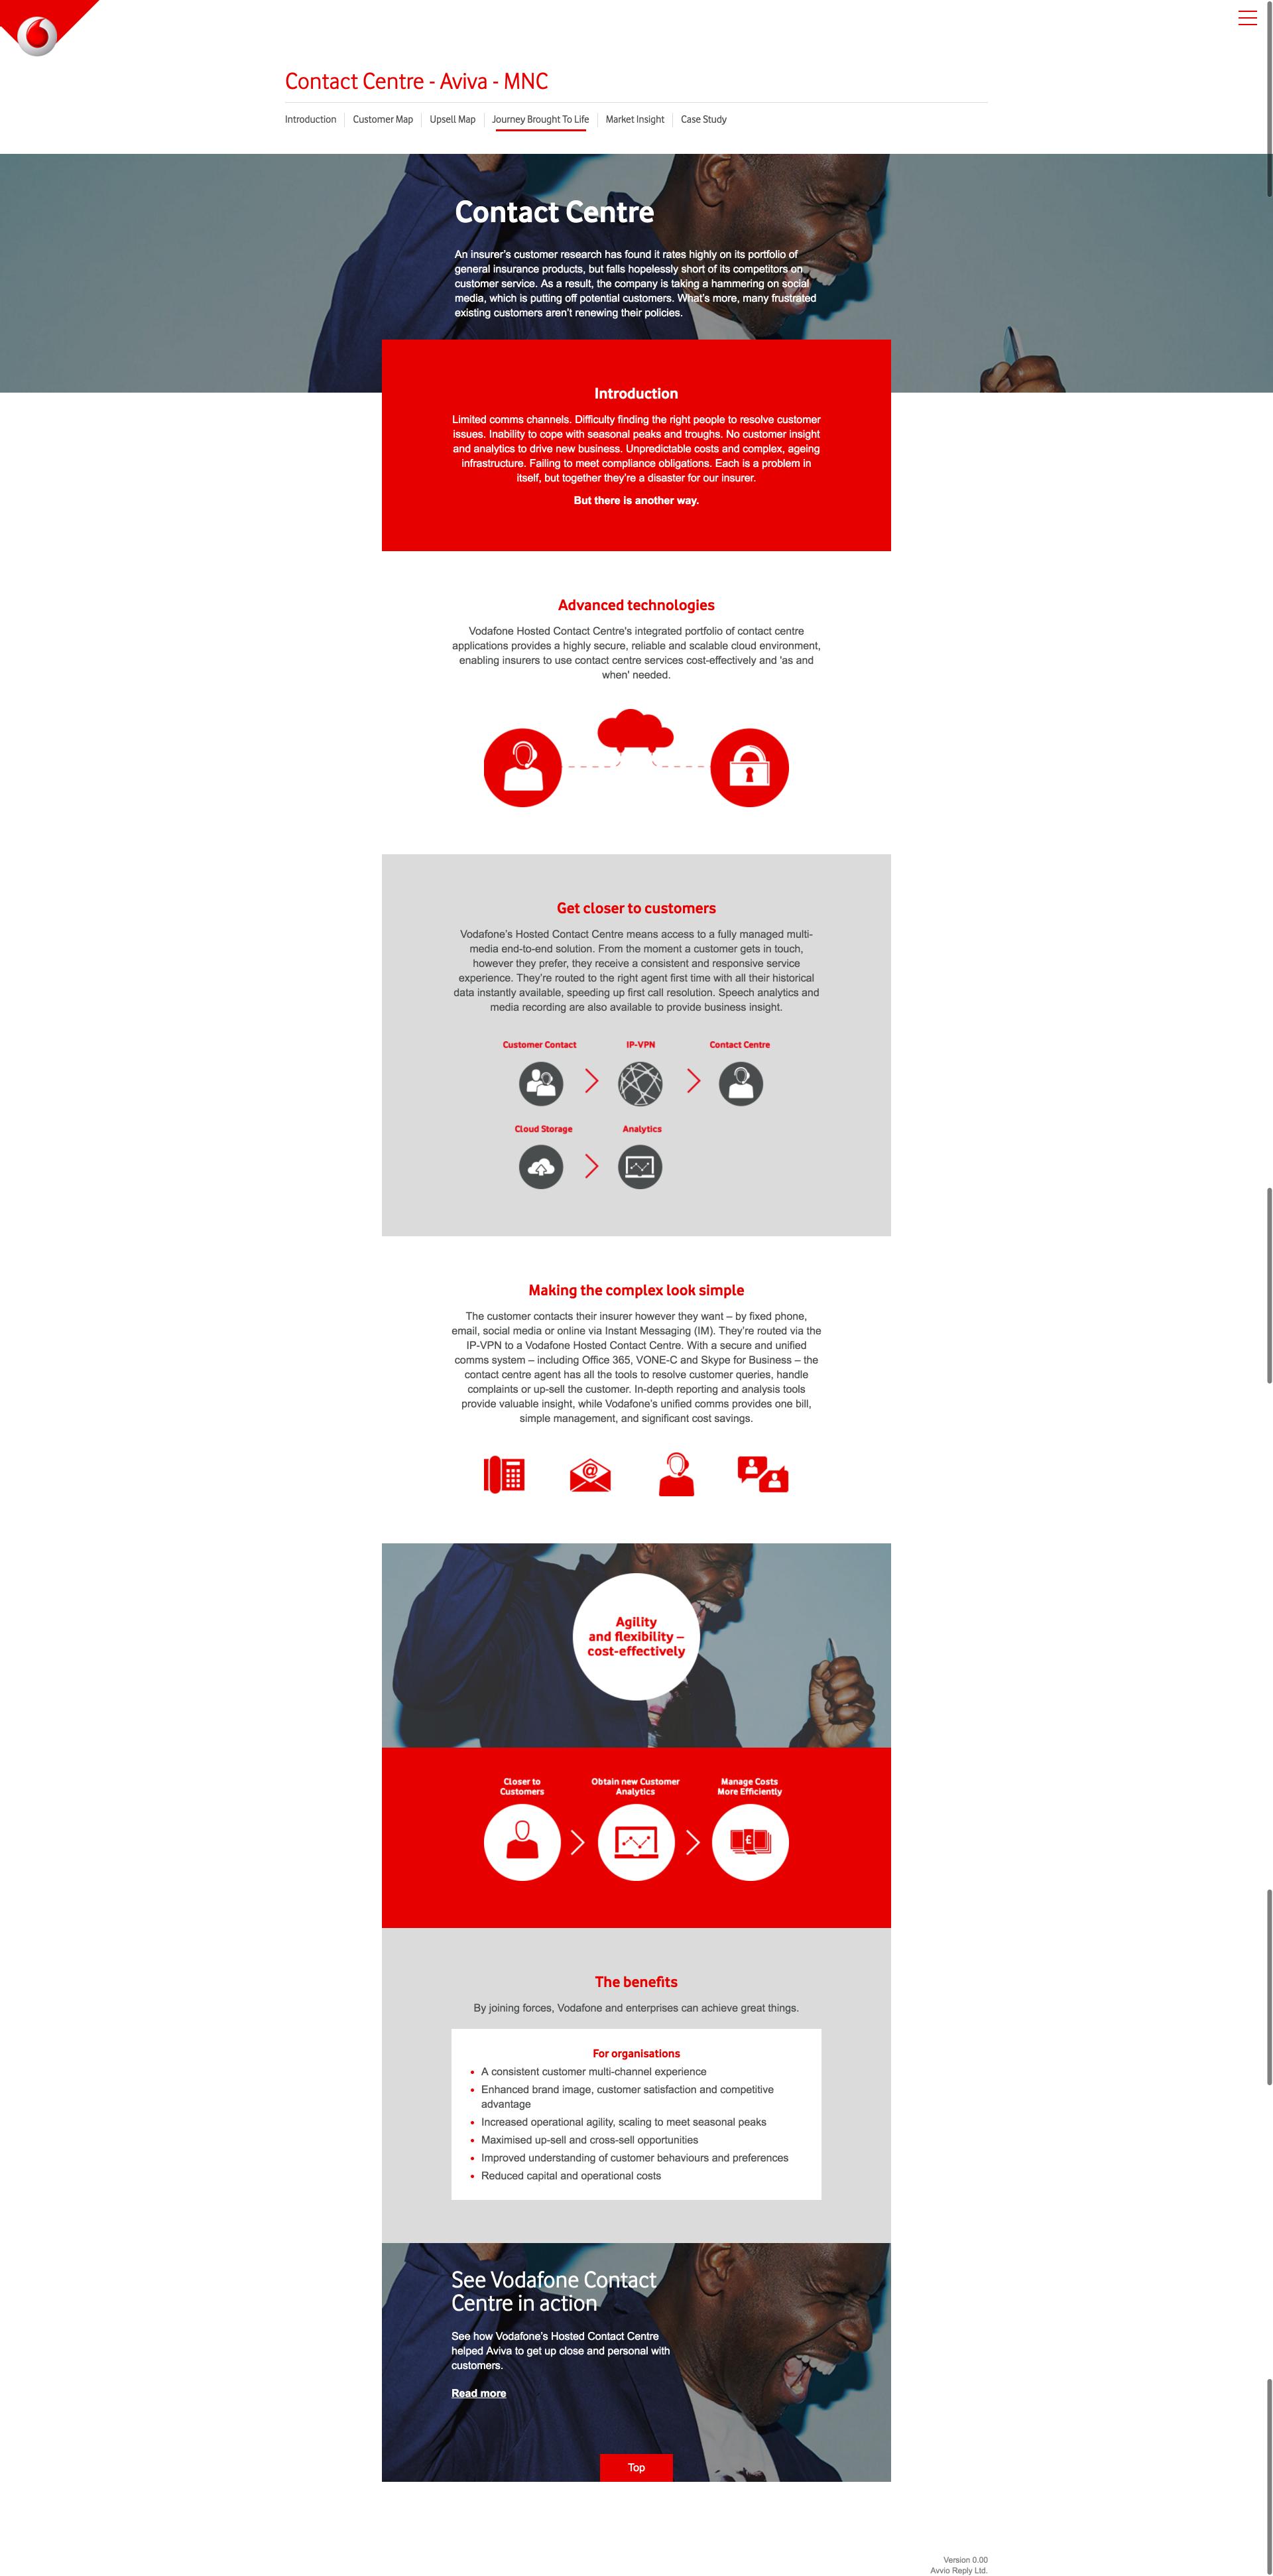 Contact Centre - Aviva - MNC
Introduction Customer Map Upsell Map Journey Brought To Life Market Insight Case Study
Contact Centre
An insurer's customer research has found it rates highly on its portfolio of
general insurance products, but falls hopelessly short of its competitors on
customer service. As a result, the company is taking a hammering on social
media, which is putting off potential customers. What's more, many frustrated
existing customers aren't renewing their policies.
Introduction
Limited comms channels. Difficulty finding the right people to resolve customer
issues. Inability to cope with seasonal peaks and troughs. No customer insight
and analytics to drive new business. Unpredictable costs and complex, ageing
infrastructure. Failing to meet compliance obligations. Each is a problem in
itself, but together they're a disaster for our insurer.
But there is another way.
Advanced technologies
Vodafone Hosted Contact Centre's integrated portfolio of contact centre
applications provides a highly secure, reliable and scalable cloud environment,
enabling insurers to use contact centre services cost-effectively and 'as and
when' needed.
Get closer to customers
Vodafone's Hosted Contact Centre means access to a fully managed multi-
media end-to-end solution. From the moment a customer gets in touch,
however they prefer, they receive a consistent and responsive service
experience. They're routed to the right agent first time with all their historical
data instantly available, speeding up first call resolution. Speech analytics and
media recording are also available to provide business insight.
Customer Contact IP-VPN Contact Centre
Cloud Storage Analytics
Making the complex look simple
The customer contacts their insurer however they want – by fixed phone,
email, social media or online via Instant Messaging (IM). They're routed via the
IP-VPN to a Vodafone Hosted Contact Centre. With a secure and unified
comms system – including Office 365, VONE-C and Skype for Business – the
contact centre agent has all the tools to resolve customer queries, handle
complaints or up-sell the customer. In-depth reporting and analysis tools
provide valuable insight, while Vodafone's unified comms provides one bill,
simple management, and significant cost savings.
@
Agility
and flexibility –
cost-effectively
Closer to Obtain new Customer Manage Costs
Customers Analytics More Efficiently
£
The benefits
By joining forces, Vodafone and enterprises can achieve great things.
For organisations
• A consistent customer multi-channel experience
• Enhanced brand image, customer satisfaction and competitive
advantage
• Increased operational agility, scaling to meet seasonal peaks
• Maximised up-sell and cross-sell opportunities
• Improved understanding of customer behaviours and preferences
• Reduced capital and operational costs
See Vodafone Contact
Centre in action
See how Vodafone's Hosted Contact Centre
helped Aviva to get up close and personal with
customers.
Read more
Top
Version 0.00
Avvio Reply Ltd.